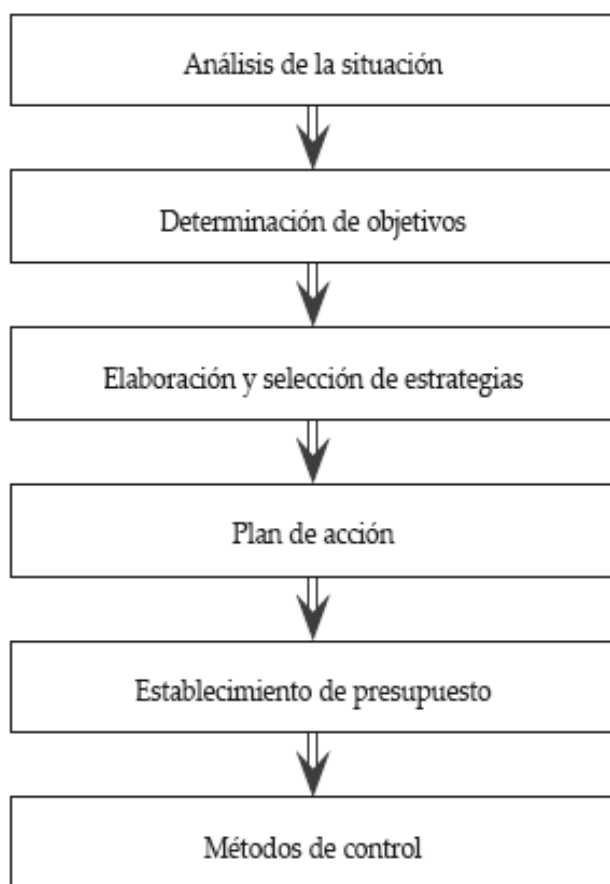 Análisis de la situación
Determinación de objetivos
Elaboración y selección de estrategias
Plan de acción
Establecimiento de presupuesto
Métodos de control